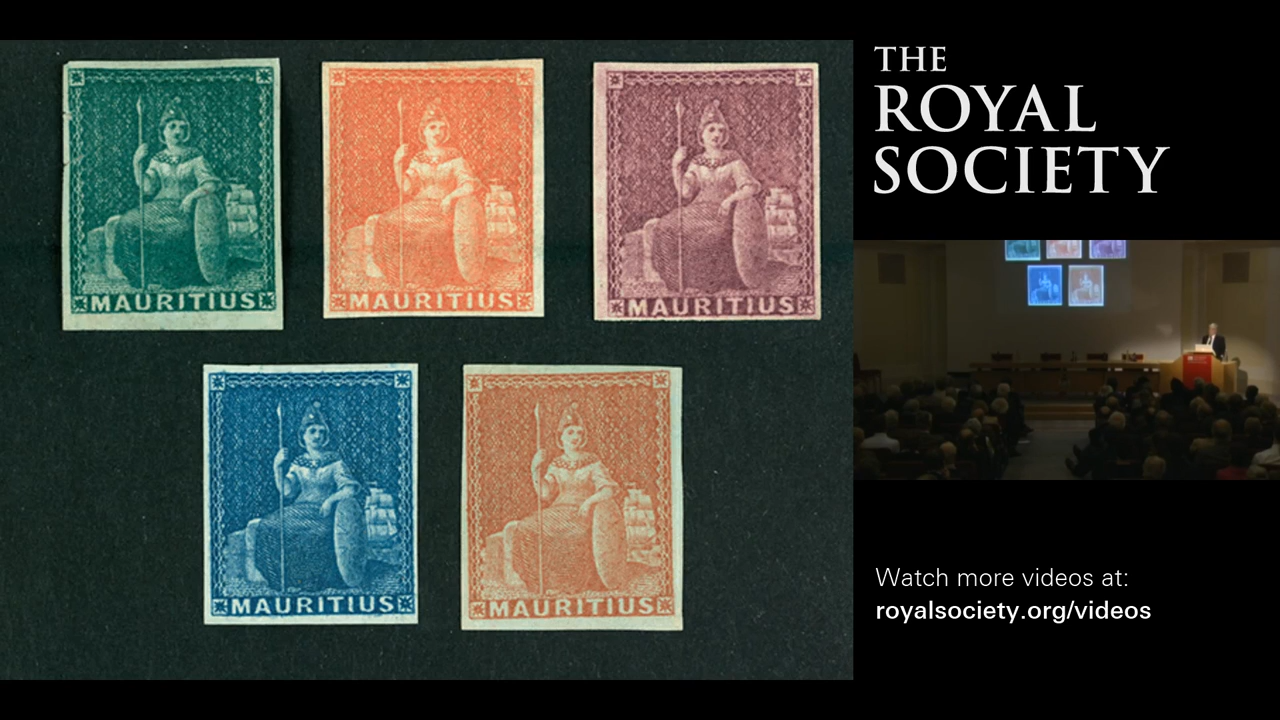 MAURITIUS
MAURITIUS
MAURITIUS
MAURITIUS
MAURITIUS
THE
ROYAL
SOCIETY
Watch more videos at:
royalsociety.org/videos